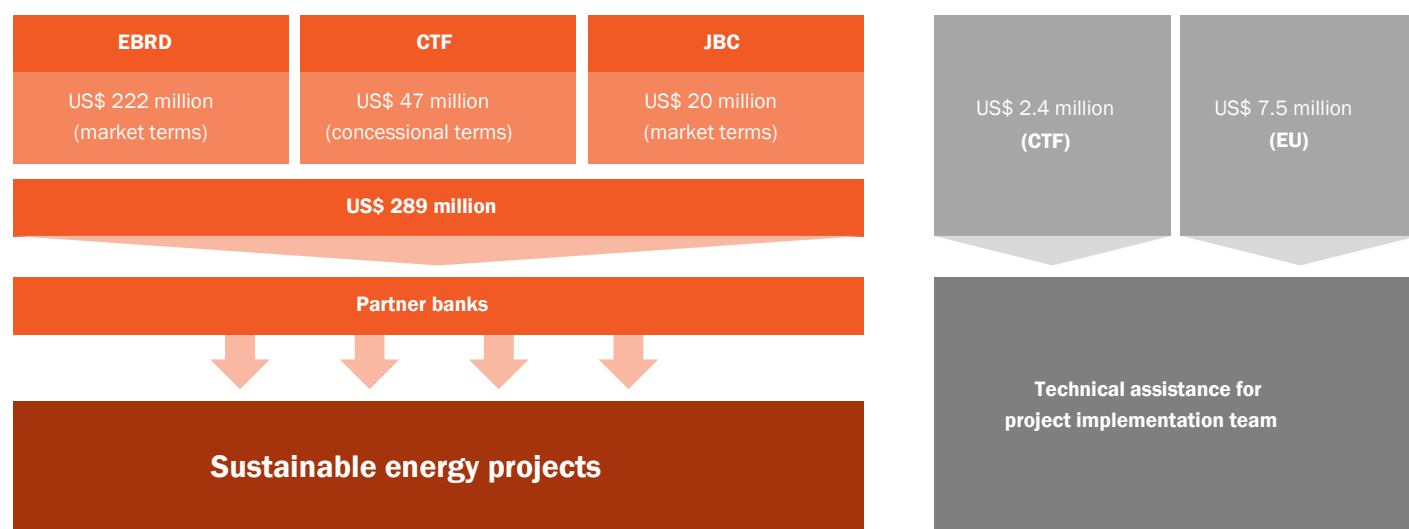 EBRD
US$ 222 million
(market terms)
CTF
US$ 47 million
(concessional terms)
JBC
US$ 20 million
(market terms)
US$ 289 million
Partner banks
Sustainable energy projects
US$ 2.4 million
(CTF)
US$ 7.5 million
(EU)
Technical assistance for
project implementation team